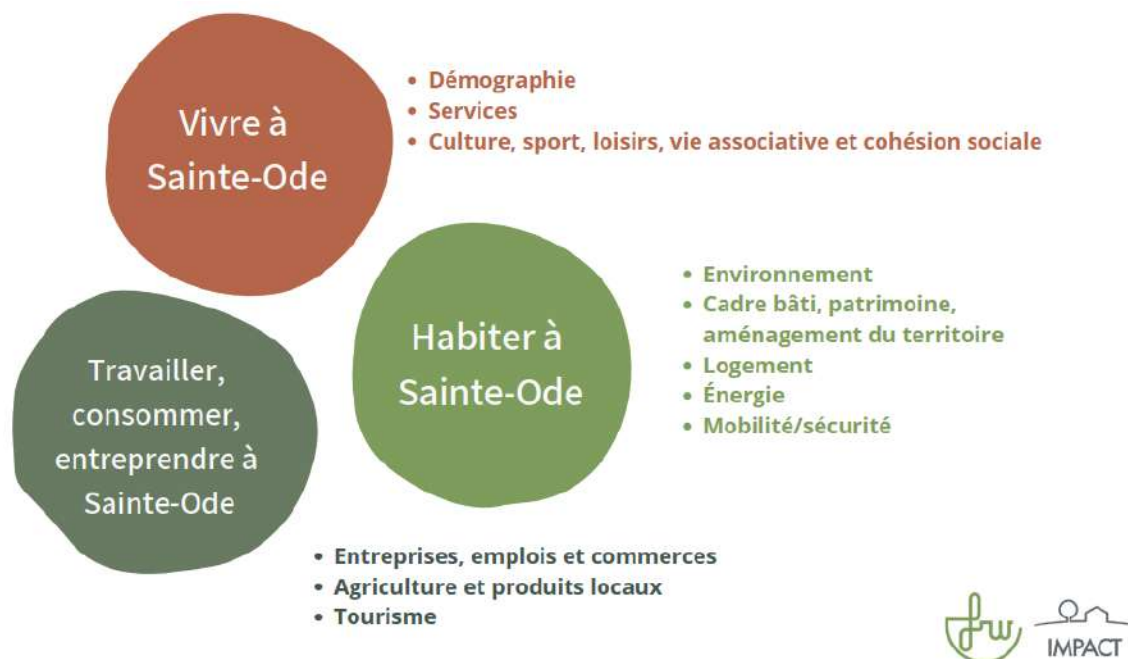 Vivre à
Sainte-Ode
• Démographie
• Services
• Culture, sport, loisirs, vie associative et cohésion sociale
Habiter à
Sainte-Ode
• Environnement
• Cadre bâti, patrimoine,
aménagement du territoire
• Logement
• Énergie
• Mobilité/sécurité
Travailler,
consommer,
entreprendre à
Sainte-Ode
• Entreprises, emplois et commerces
• Agriculture et produits locaux
• Tourisme
frw
IMPACT